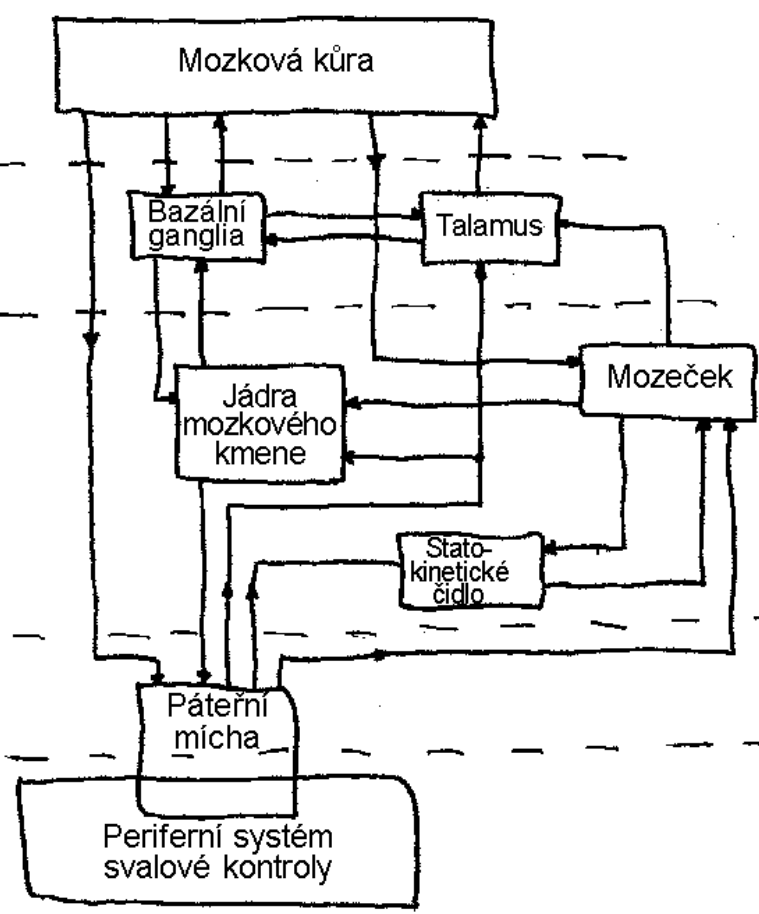 Mozková kůra
Bazální
ganglia
Talamus
Mozeček
Jádra
mozkového
kmene
Stato-
kinetické
čidlo
Páteřní
mícha
Periferní systém
svalové kontroly